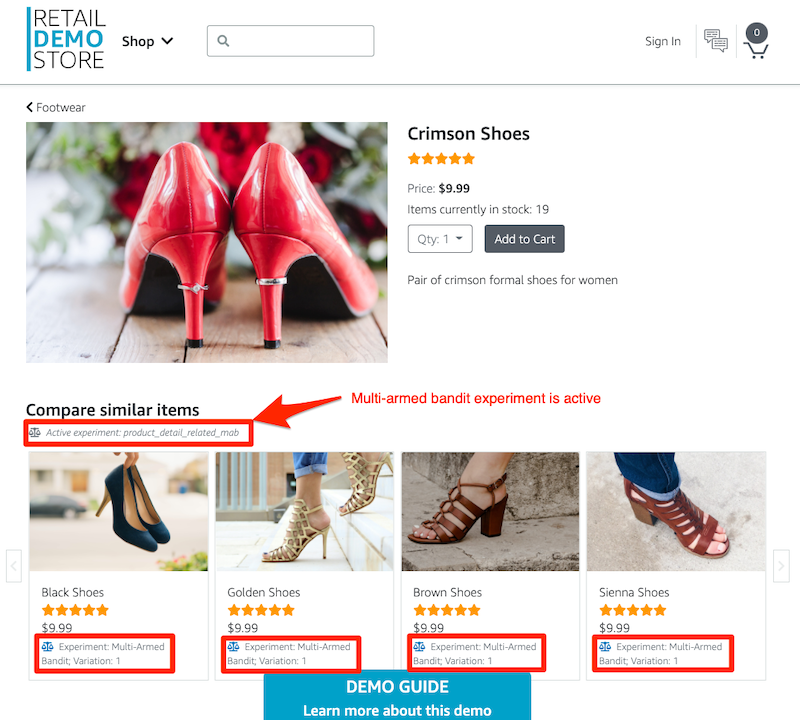 RETAIL
DEMO
STORE
Shop
Sign In
0
Footwear
Crimson Shoes
Price: $9.99
Items currently in stock: 19
Qty: 1
Add to Cart
Pair of crimson formal shoes for women
Multi-armed bandit experiment is active
Compare similar items
Active experiment: product_detail_related_mab
Black Shoes
$9.99
Experiment: Multi-Armed
Bandit; Variation: 1
Golden Shoes
$9.99
Experiment: Multi-Armed
Bandit; Variation: 1
Brown Shoes
$9.99
Experiment: Multi-Armed
Bandit; Variation: 1
Sienna Shoes
$9.99
Experiment: Multi-Armed
Bandit; Variation: 1
DEMO GUIDE
Learn more about this demo